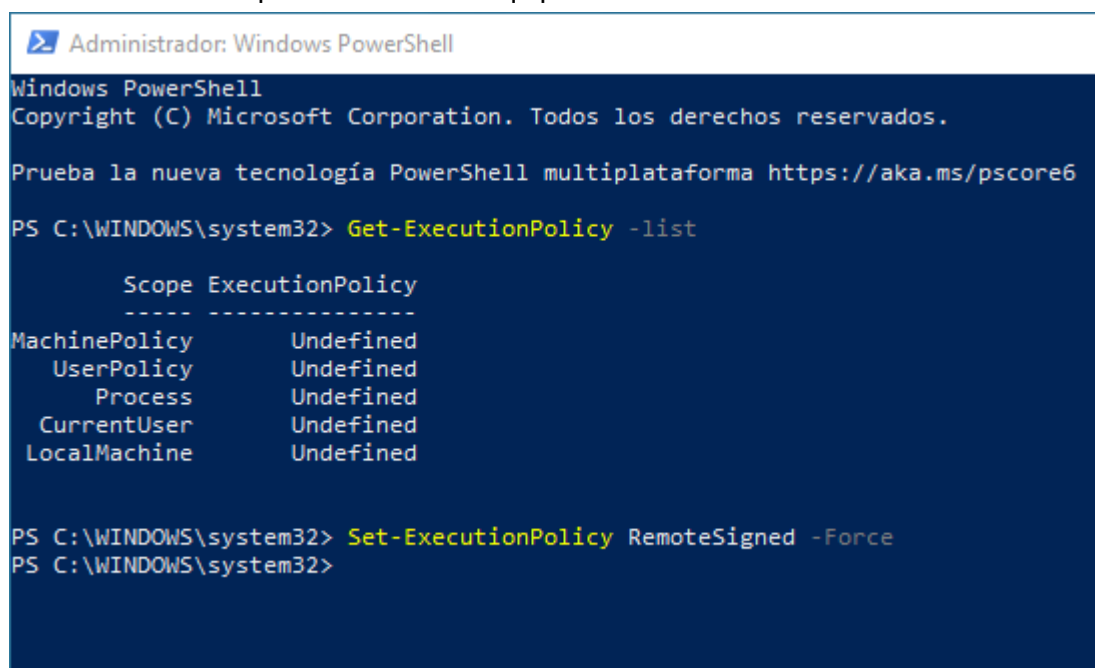 Administrador: Windows PowerShell
Windows PowerShell
Copyright (C) Microsoft Corporation. Todos los derechos reservados.
Prueba la nueva tecnología PowerShell multiplataforma https://aka.ms/pscore6
PS C:\WINDOWS\system32> Get-ExecutionPolicy -list
Scope ExecutionPolicy
----- ---------------
MachinePolicy Undefined
UserPolicy Undefined
Process Undefined
CurrentUser Undefined
LocalMachine Undefined
PS C:\WINDOWS\system32> Set-ExecutionPolicy RemoteSigned -Force
PS C:\WINDOWS\system32>